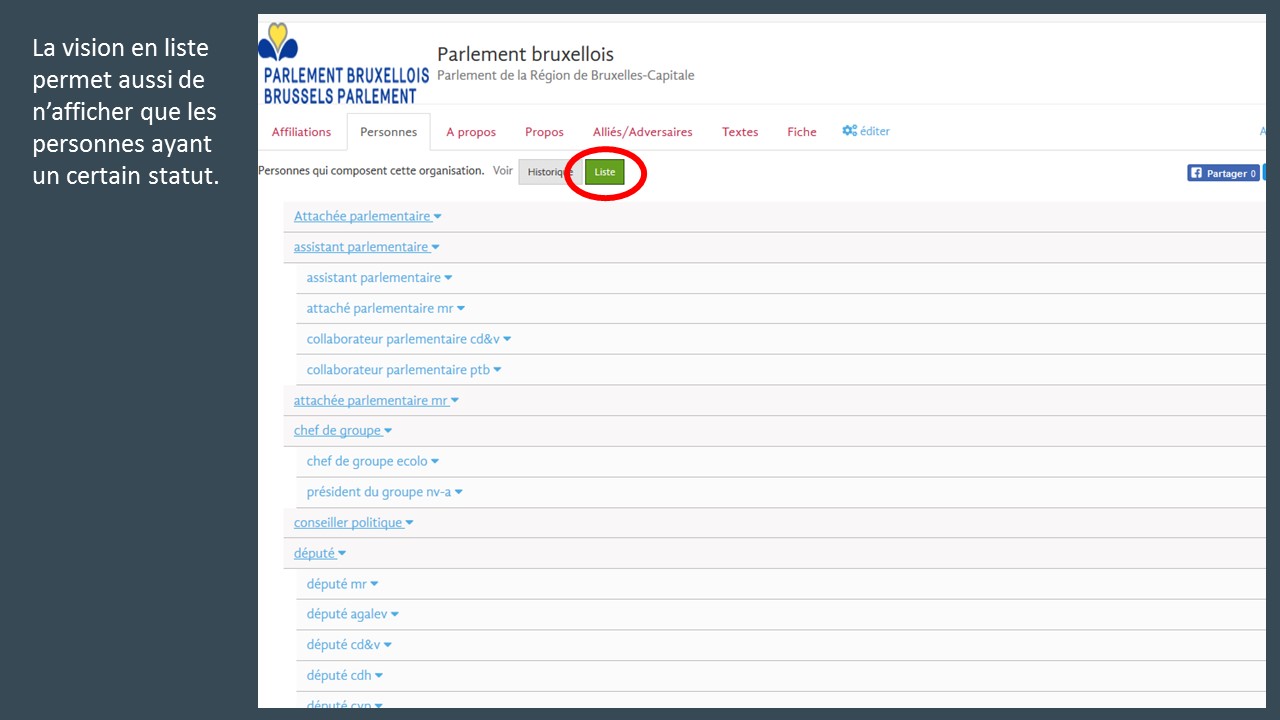 La vision en liste
permet aussi de
n’afficher que les
personnes ayant
un certain statut.
PARLEMENT BRUXELLOIS
BRUSSELS PARLEMENT
Parlement bruxellois
Parlement de la Région de Bruxelles-Capitale
Affiliations Personnes A propos Propos Alliés/Adversaires Textes Fiche éditer
Personnes qui composent cette organisation. Voir Historique Liste Partager 0
Attachée parlementaire
assistant parlementaire
assistant parlementaire
attaché parlementaire mr
collaborateur parlementaire cd&v
collaborateur parlementaire ptb
attachée parlementaire mr
chef de groupe
chef de groupe ecolo
président du groupe nv-a
conseiller politique
député
député mr
député agalev
député cd&v
député cdh
député cvp